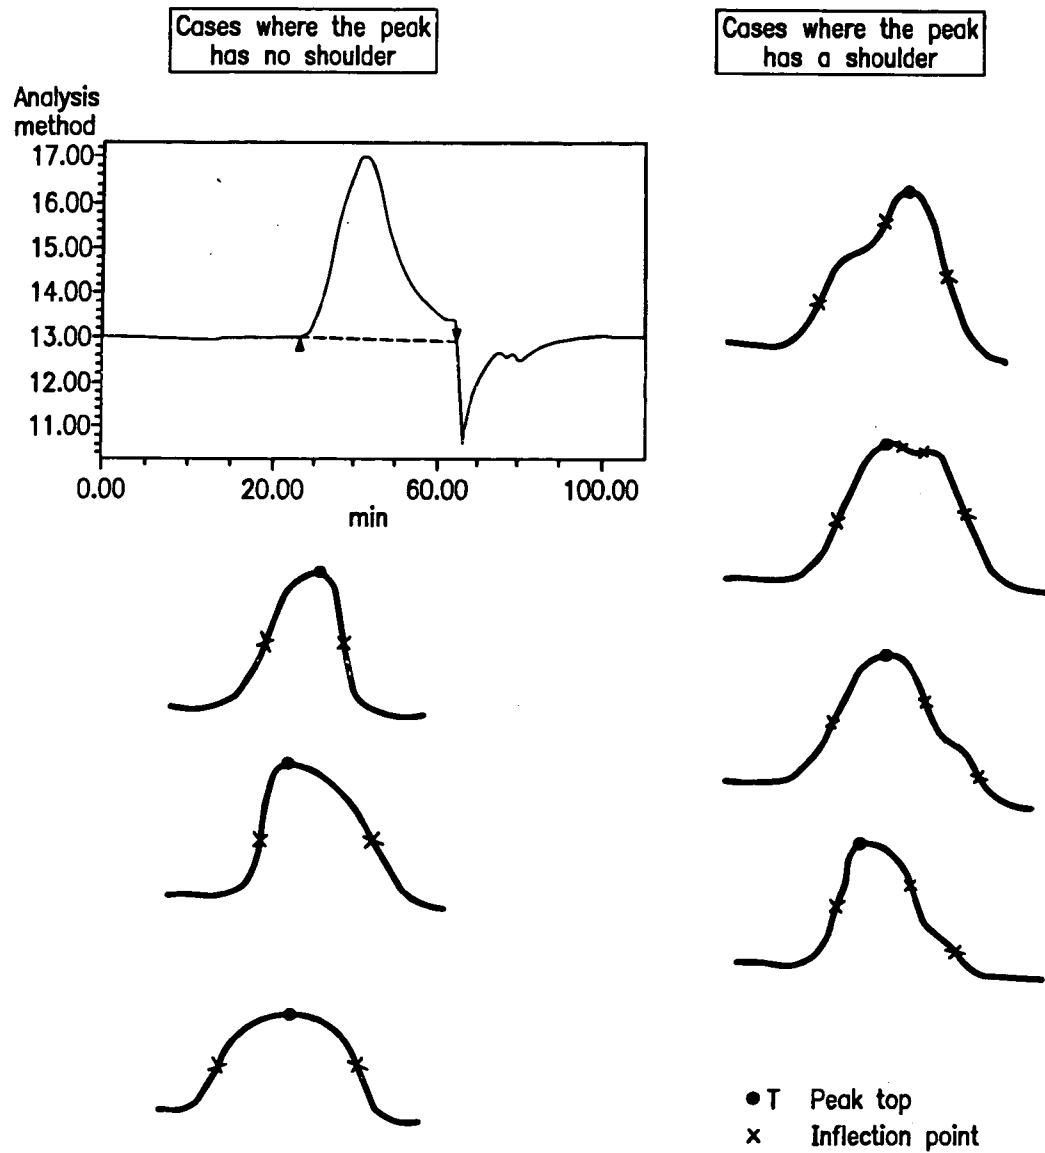 Cases where the peak
has no shoulder
Cases where the peak
has a shoulder
Analysis
method
17.00
16.00
15.00
14.00
13.00
12.00
11.00
0.00 20.00 60.00 100.00
min
T Peak top
x Inflection point